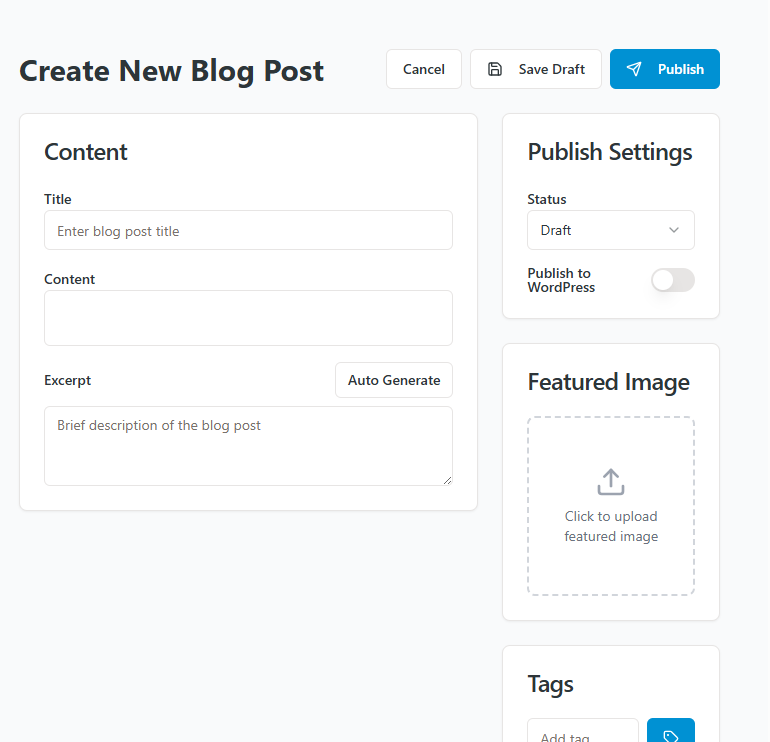 Create New Blog Post
Cancel
Save Draft
Publish
Content
Title
Enter blog post title
Content
Excerpt
Auto Generate
Brief description of the blog post
Publish Settings
Status
Draft
Publish to
WordPress
Featured Image
Click to upload
featured image
Tags
Add tag